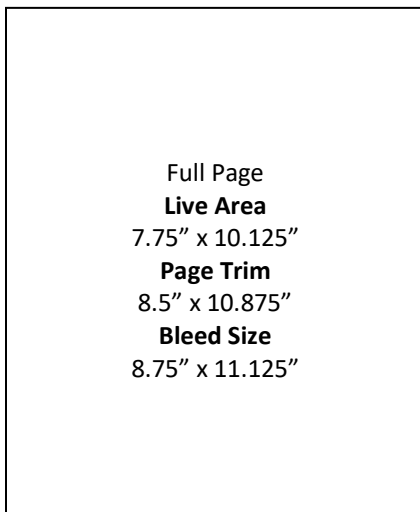 Full Page
Live Area
7.75” x 10.125”
Page Trim
8.5” x 10.875”
Bleed Size
8.75” x 11.125”